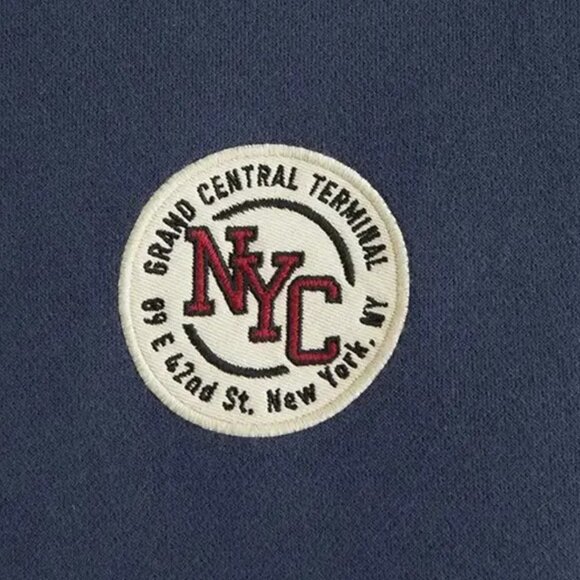 GRAND CENTRAL TERMINAL
NYC
89 E 42nd St. New York, NY